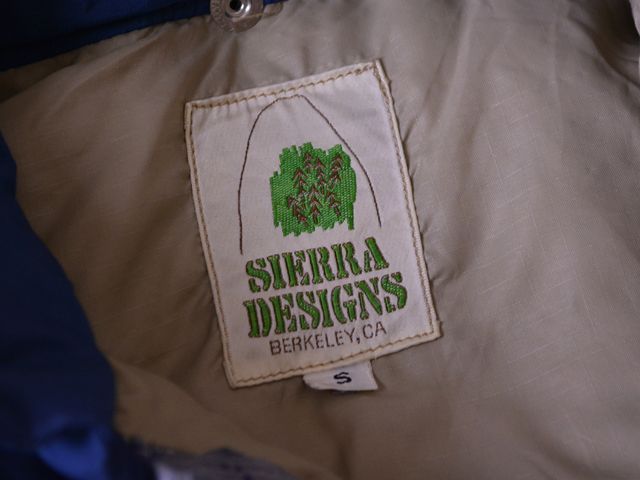 SIERRA
DESIGNS
BERKELEY, CA
S